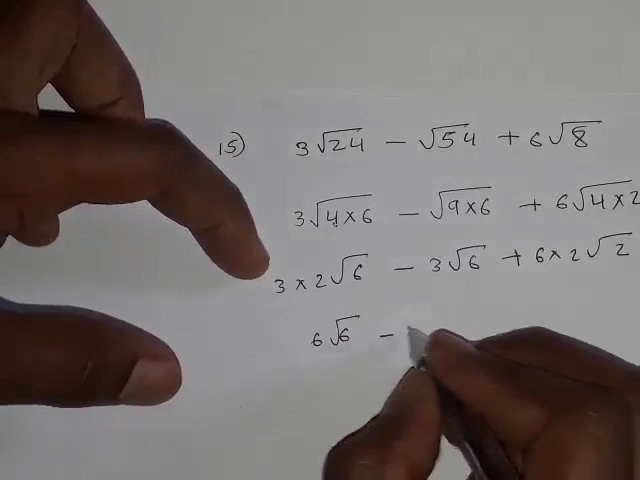 15) 3√24 − √54 + 6√8
3√4×6 − √9×6 + 6√4×2
3×2√6 − 3√6 + 6×2√2
6√6 −